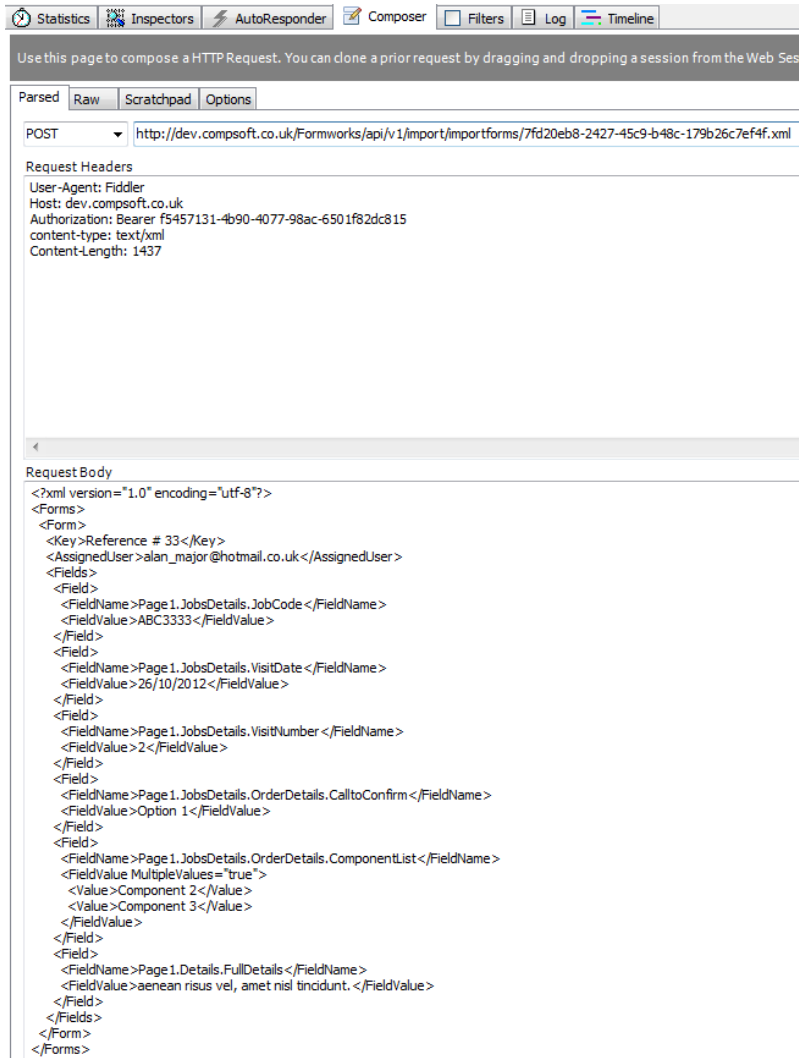 Statistics Inspectors AutoResponder Composer Filters Log Timeline
Use this page to compose a HTTP Request. You can clone a prior request by dragging and dropping a session from the Web Ses
Parsed Raw Scratchpad Options
POST http://dev.compsoft.co.uk/Formworks/api/v1/import/importforms/7fd20eb8-2427-45c9-b48c-179b26c7ef4f.xml
Request Headers
User-Agent: Fiddler
Host: dev.compsoft.co.uk
Authorization: Bearer f5457131-4b90-4077-98ac-6501f82dc815
content-type: text/xml
Content-Length: 1437
Request Body
<?xml version="1.0" encoding="utf-8"?>
<Forms>
<Form>
<Key>Reference # 33</Key>
<AssignedUser>alan_major@hotmail.co.uk</AssignedUser>
<Fields>
<Field>
<FieldName>Page1.JobsDetails.JobCode</FieldName>
<FieldValue>ABC3333</FieldValue>
</Field>
<Field>
<FieldName>Page1.JobsDetails.VisitDate</FieldName>
<FieldValue>26/10/2012</FieldValue>
</Field>
<Field>
<FieldName>Page1.JobsDetails.VisitNumber</FieldName>
<FieldValue>2</FieldValue>
</Field>
<Field>
<FieldName>Page1.JobsDetails.OrderDetails.CalltoConfirm</FieldName>
<FieldValue>Option 1</FieldValue>
</Field>
<Field>
<FieldName>Page1.JobsDetails.OrderDetails.ComponentList</FieldName>
<FieldValue MultipleValues="true">
<Value>Component 2</Value>
<Value>Component 3</Value>
</FieldValue>
</Field>
<Field>
<FieldName>Page1.Details.FullDetails</FieldName>
<FieldValue>aenean risus vel, amet nisl tincidunt.</FieldValue>
</Field>
</Fields>
</Form>
</Forms>